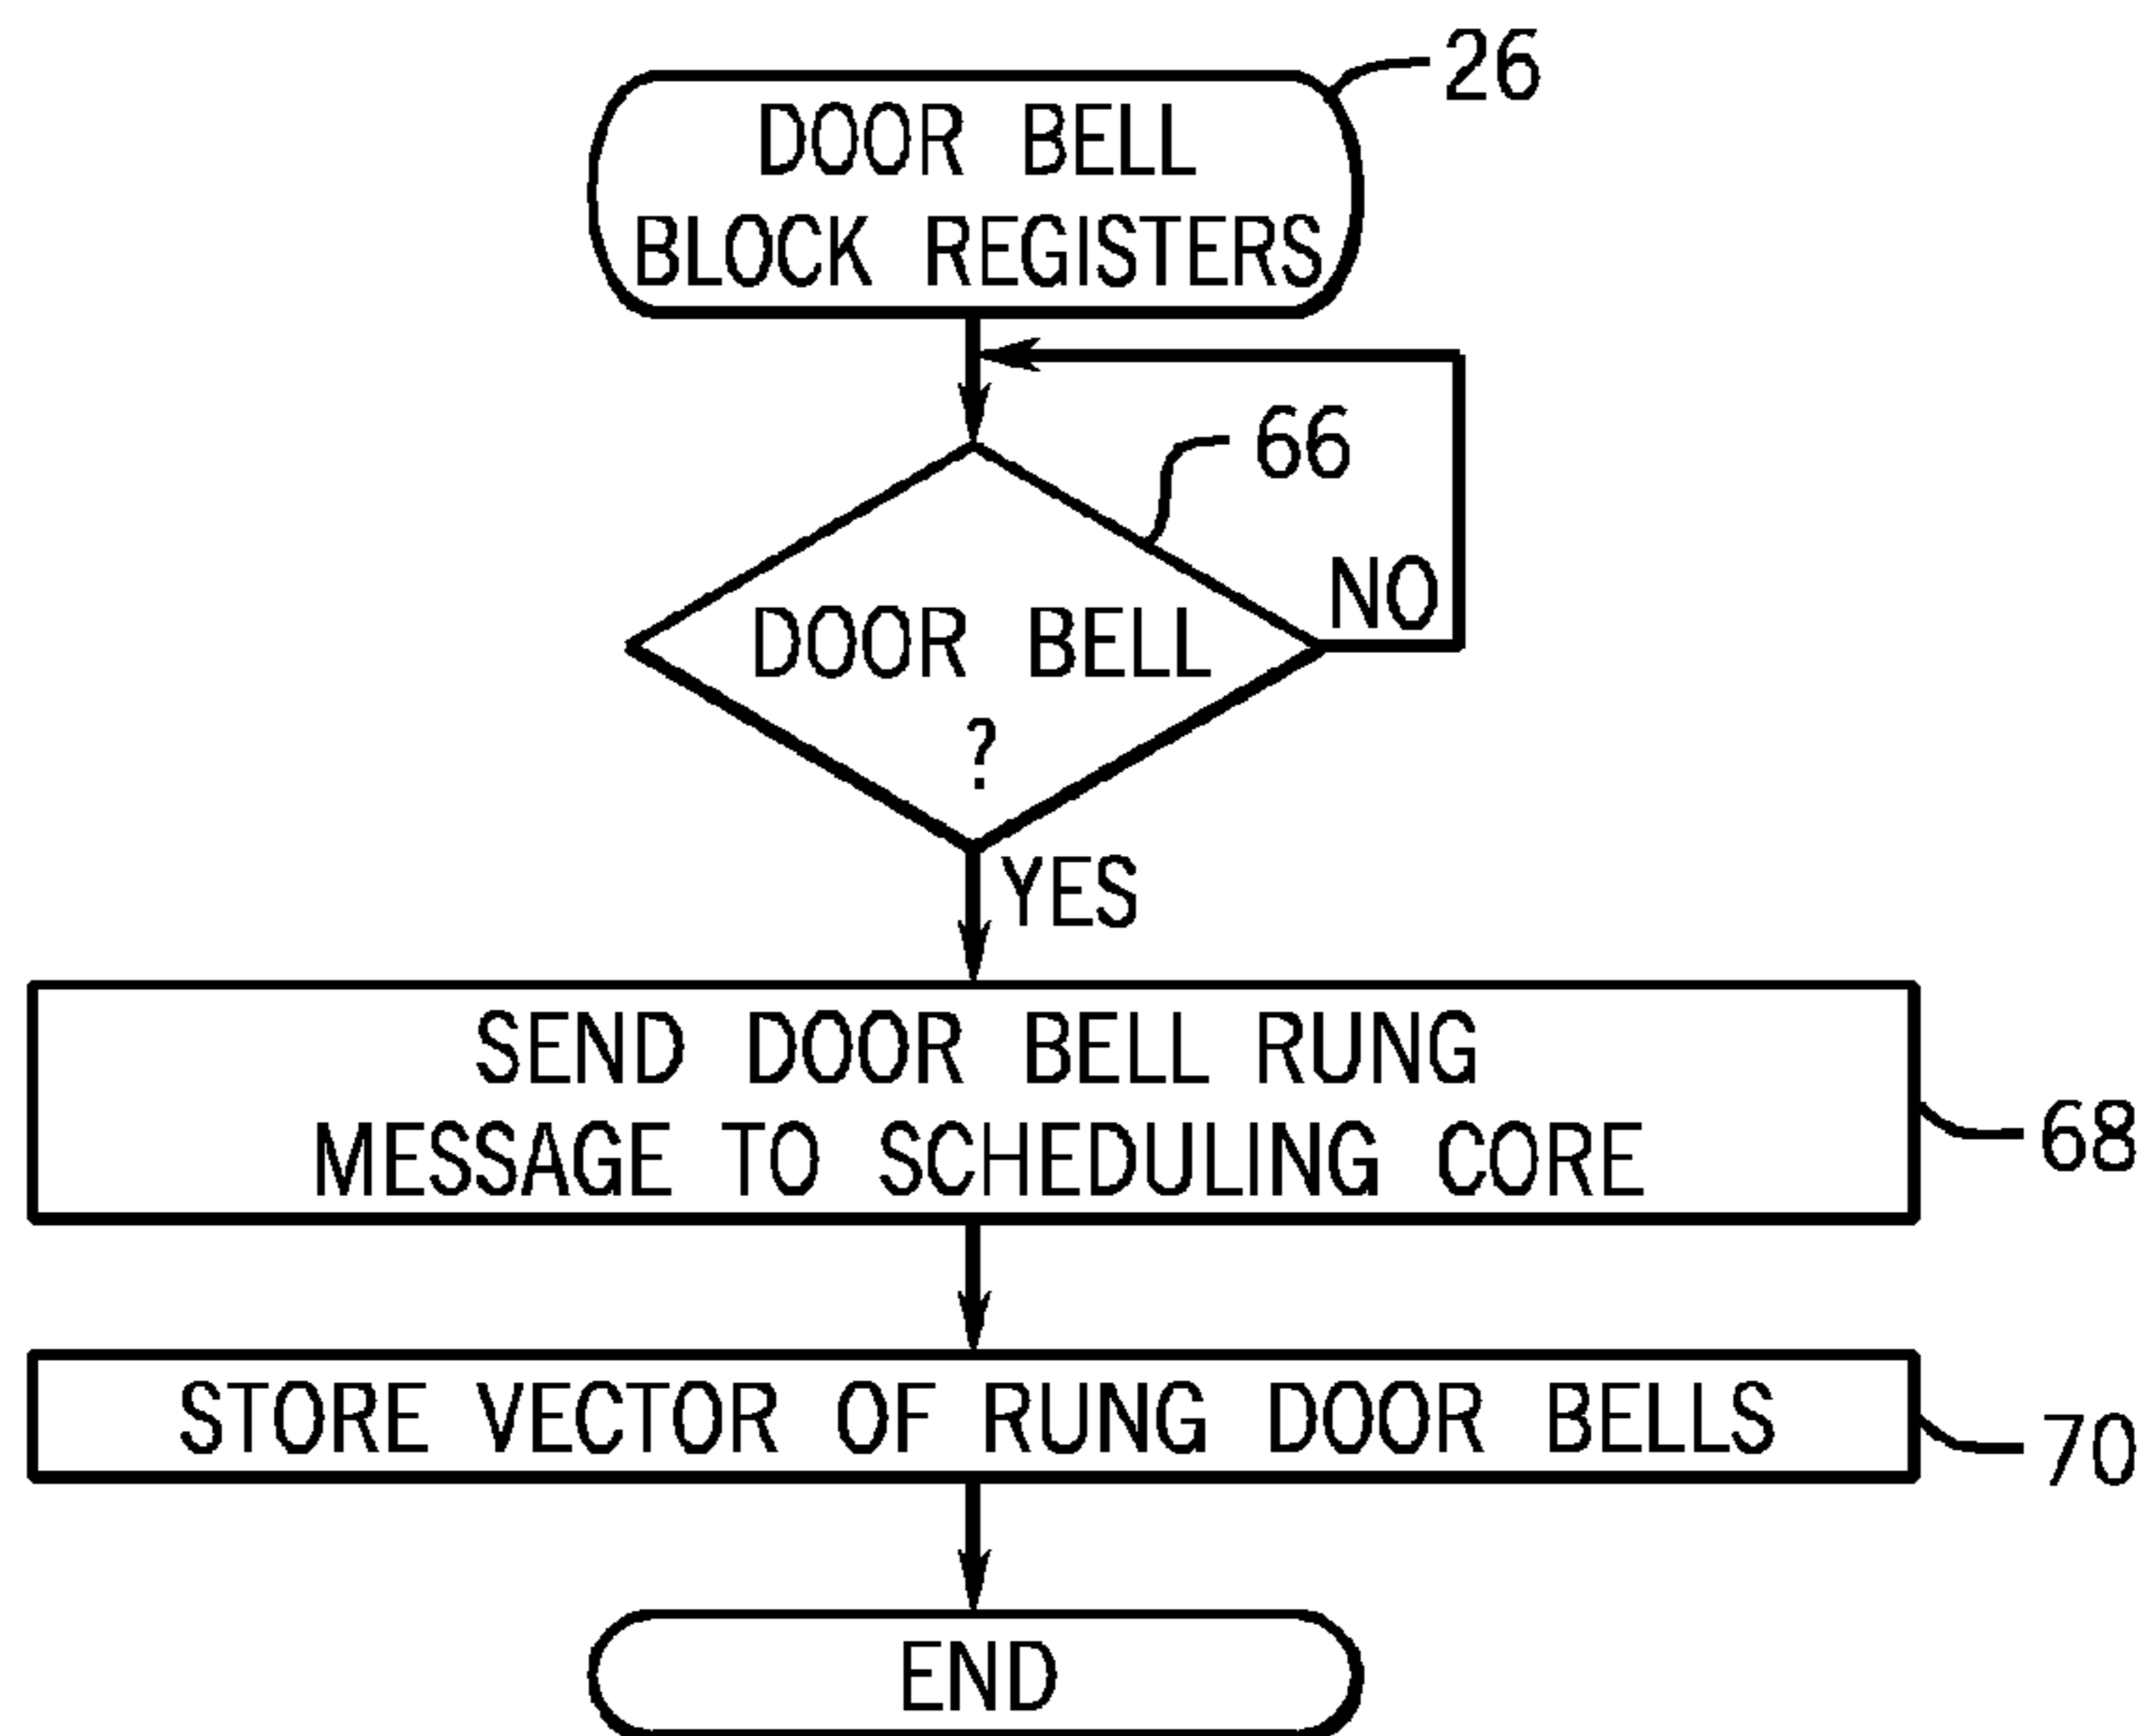 26
DOOR BELL
BLOCK REGISTERS
66
NO
DOOR BELL
?
YES
SEND DOOR BELL RUNG
MESSAGE TO SCHEDULING CORE
68
STORE VECTOR OF RUNG DOOR BELLS
70
END